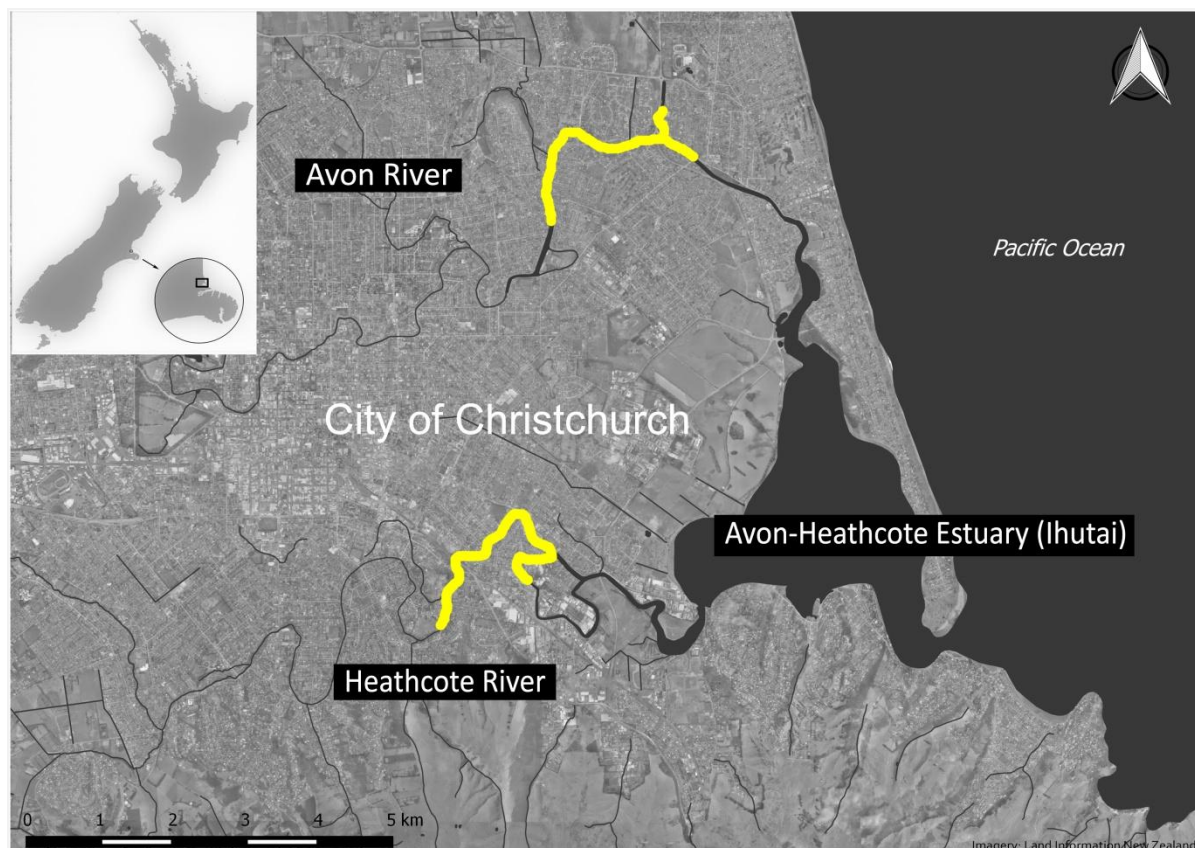 Avon River
Pacific Ocean
City of Christchurch
Avon-Heathcote Estuary (Ihutai)
Heathcote River
0 1 2 3 4 5 km
Imagery: Land Information New Zealand